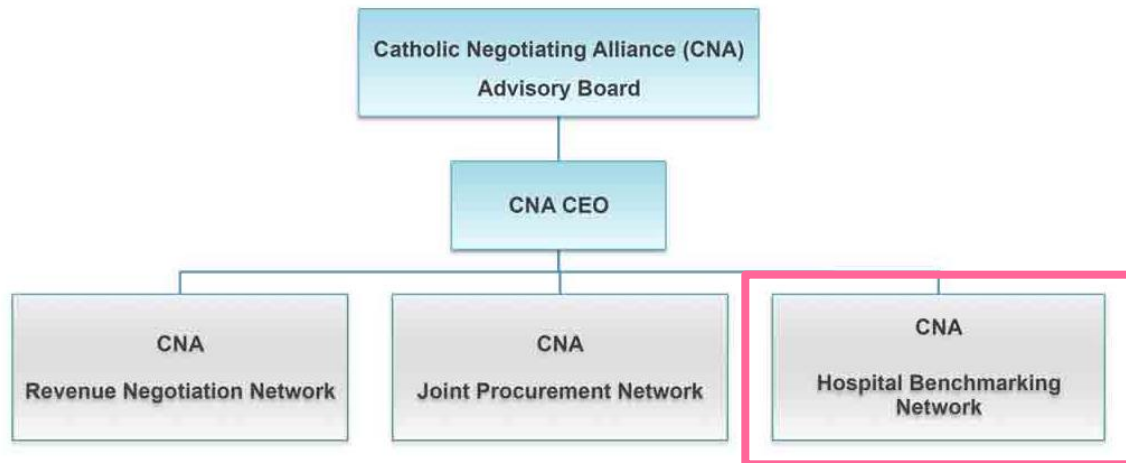 Catholic Negotiating Alliance (CNA)
Advisory Board
CNA CEO
CNA
Revenue Negotiation Network
CNA
Joint Procurement Network
CNA
Hospital Benchmarking
Network